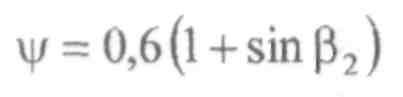 ψ = 0,6(1 + sin β₂)